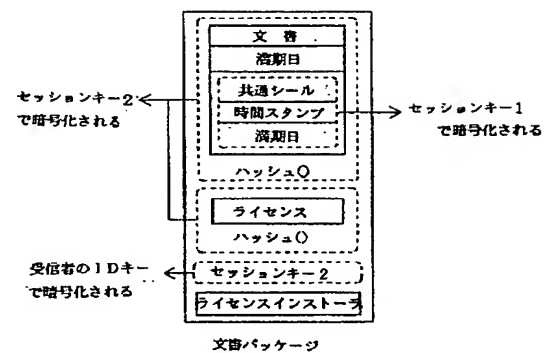 文書
満期日
共通シール
時間スタンプ
満期日
ハッシュ()
ライセンス
ハッシュ()
セッションキー2
ライセンスインストーラ
セッションキー2
で暗号化される
セッションキー1
で暗号化される
受信者のIDキー
で暗号化される
文書パッケージ